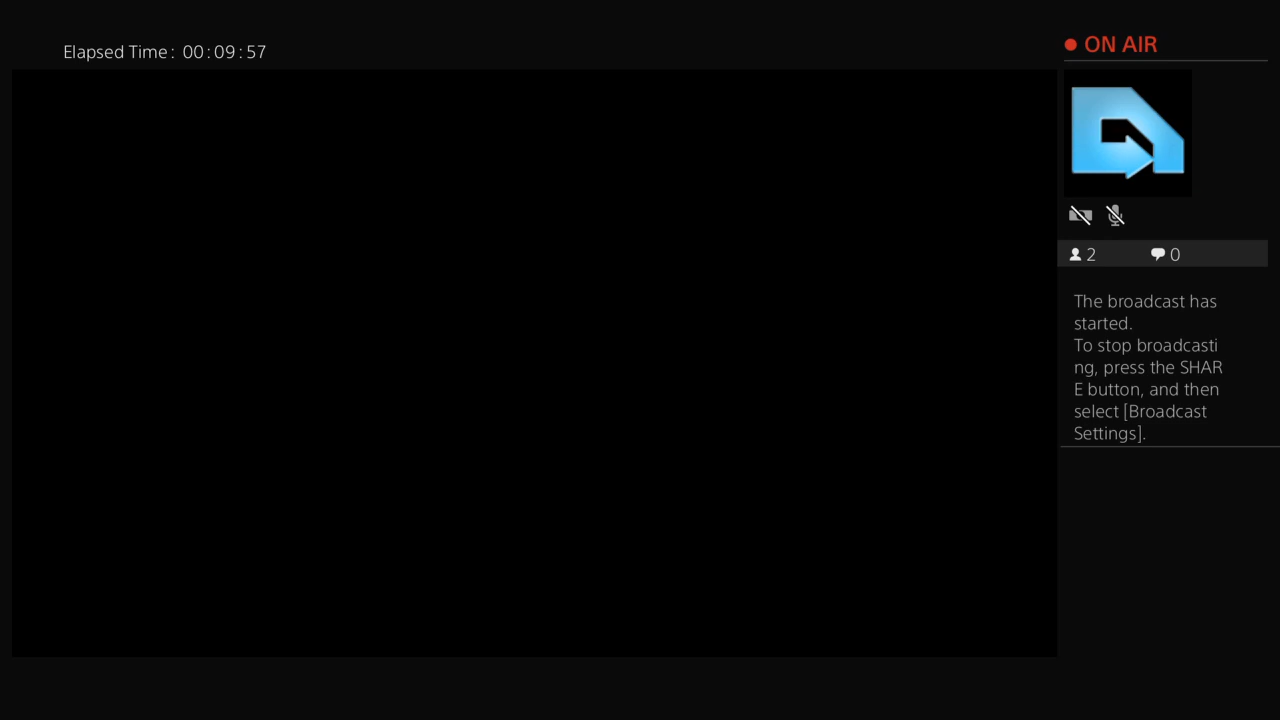 Elapsed Time: 00:09:57
ON AIR
2 0
The broadcast has
started.
To stop broadcasti
ng, press the SHAR
E button, and then
select [Broadcast
Settings].